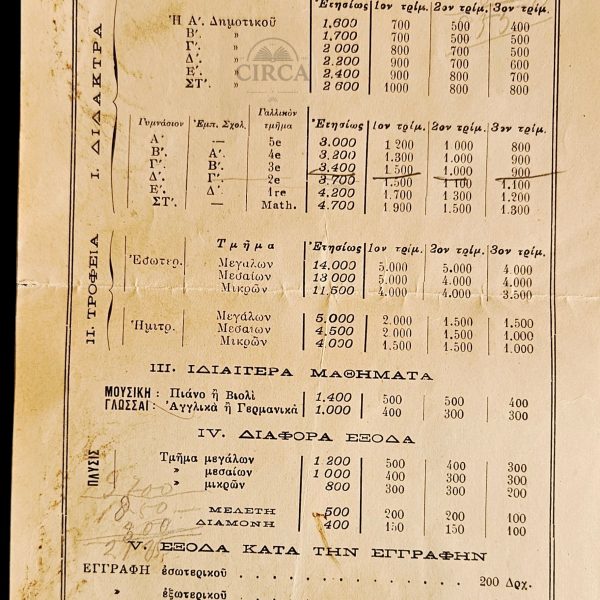 Ἐτησίως 1ον τρίμ. 2ον τρίμ. 3ον τρίμ.
Ι. ΔΙΔΑΚΤΡΑ
Ἡ Α΄. Δημοτικοῦ 1,600 700 500 400
Β΄. » 1,700 700 500 500
Γ΄. » 2 000 800 700 500
Δ΄. » 2.200 900 700 600
Ε΄. » 2,400 900 800 700
ΣΤ΄. » 2 600 1000 800 800
CIRCA
Γυμνάσιον Ἐμπ. Σχολ. Γαλλικὸν τμῆμα Ἐτησίως 1ον τρίμ. 2ον τρίμ. 3ον τρίμ.
Α΄ — 5e 3.000 1 200 1.000 800
Β΄. Α΄. 4e 3,200 1.300 1.000 900
Γ΄. Β΄. 3e 3,400 1.500 1.000 900
Δ΄. Γ΄. 2e 3,700 1.500 1 100 1.100
Ε΄. Δ΄. 1re 4.200 1.700 1 300 1.200
ΣΤ΄. — Math. 4.700 1 900 1.500 1.300
ΙΙ. ΤΡΟΦΕΙΑ
Τμῆμα Ἐτησίως 1ον τρίμ. 2ον τρίμ. 3ον τρίμ.
Ἐσωτερ. Μεγάλων 14.000 5.000 5.000 4.000
Μεσαίων 13 000 5.000 4.000 4.000
Μικρῶν 11,500 4.000 4.000 3.500
Ἡμιτρ. Μεγάλων 5,000 2.000 1.500 1.500
Μεσαίων 4,500 2.000 1.500 1.000
Μικρῶν 4,000 1.500 1.500 1.000
ΙΙΙ. ΙΔΙΑΙΤΕΡΑ ΜΑΘΗΜΑΤΑ
ΜΟΥΣΙΚΗ : Πιάνο ἢ Βιολὶ 1.400 500 500 400
ΓΛΩΣΣΑΙ : Ἀγγλικὰ ἢ Γερμανικὰ 1.000 400 300 300
IV. ΔΙΑΦΟΡΑ ΕΞΟΔΑ
ΠΛΥΣΙΣ
Τμῆμα μεγάλων 1 200 500 400 300
» μεσαίων 1 000 400 300 300
» μικρῶν 800 300 300 200
ΜΕΛΕΤΗ 500 200 200 100
ΔΙΑΜΟΝΗ 400 150 150 100
V. ΕΞΟΔΑ ΚΑΤΑ ΤΗΝ ΕΓΓΡΑΦΗΝ
ΕΓΓΡΑΦΗ ἐσωτερικοῦ . . . . . . . . . . 200 Δρχ.
» ἐξωτερικοῦ